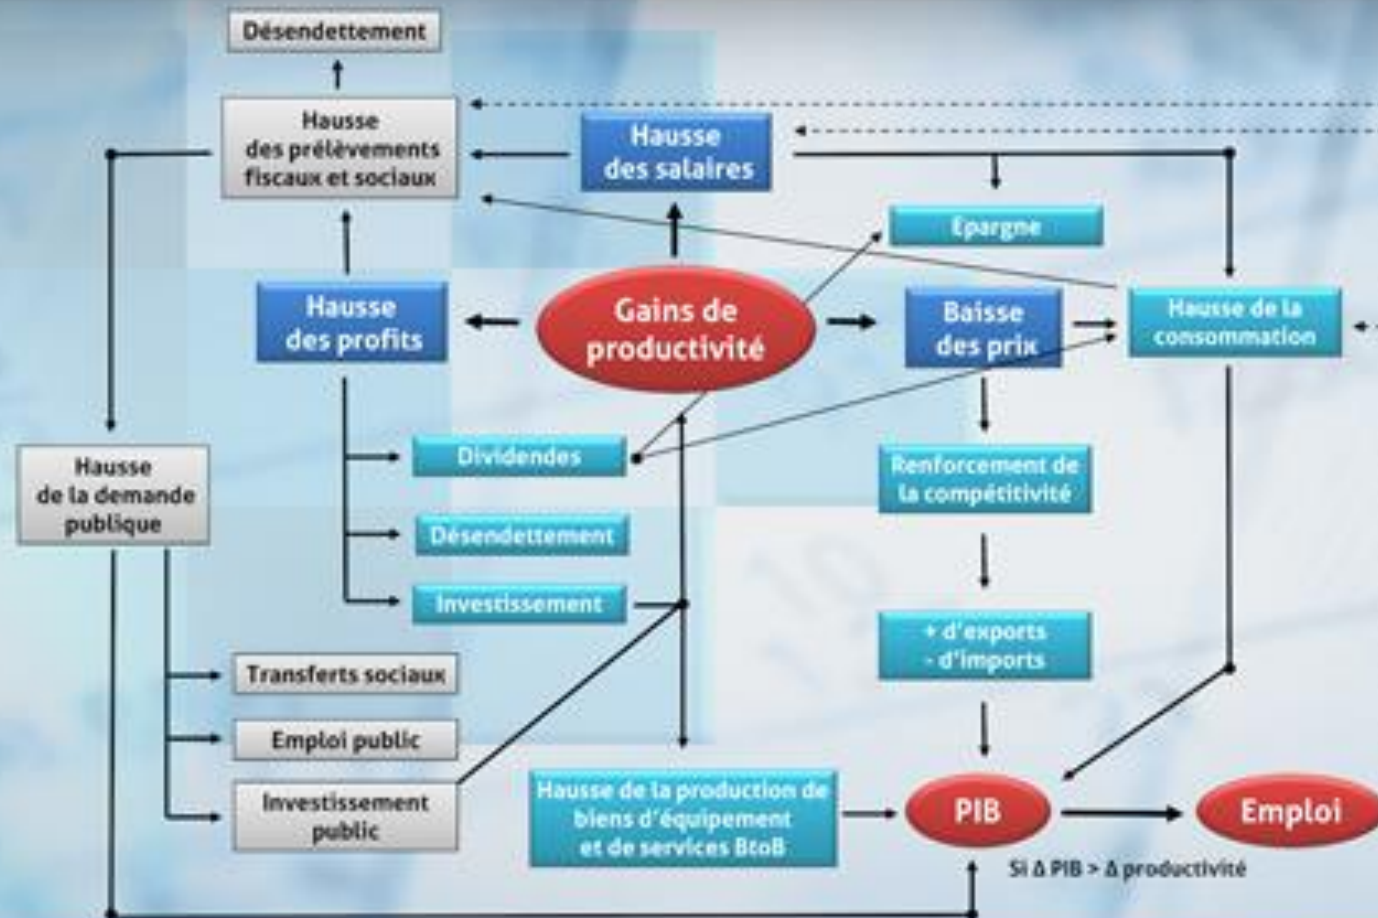 Désendettement
Hausse
des prélèvements
fiscaux et sociaux
Hausse
des salaires
Epargne
Hausse
des profits
Gains de
productivité
Baisse
des prix
Hausse de la
consommation
Dividendes
Renforcement de
la compétitivité
Hausse
de la demande
publique
Désendettement
Investissement
+ d'exports
- d'imports
Transferts sociaux
Emploi public
Investissement
public
Hausse de la production de
biens d'équipement
et de services BtoB
PIB
Emploi
Si Δ PIB > Δ productivité